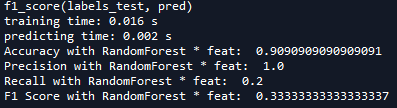 f1_score(labels_test, pred)
training time: 0.016 s
predicting time: 0.002 s
Accuracy with RandomForest * feat:  0.9090909090909091
Precision with RandomForest * feat:  1.0
Recall with RandomForest * feat:  0.2
F1 Score with RandomForest * feat:  0.33333333333333337